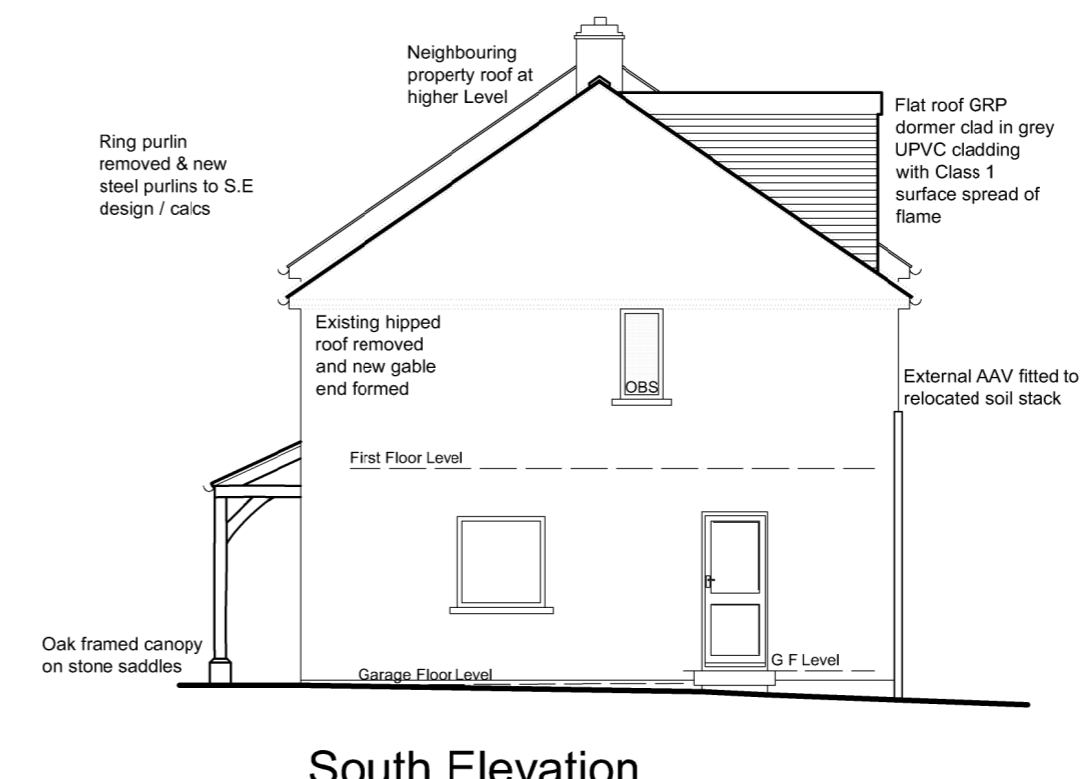 Neighbouring
property roof at
higher Level
Flat roof GRP
dormer clad in grey
UPVC cladding
with Class 1
surface spread of
flame
Ring purlin
removed & new
steel purlins to S.E
design / calcs
Existing hipped
roof removed
and new gable
end formed
OBS
External AAV fitted to
relocated soil stack
First Floor Level
Oak framed canopy
on stone saddles
G F Level
Garage Floor Level
South Elevation